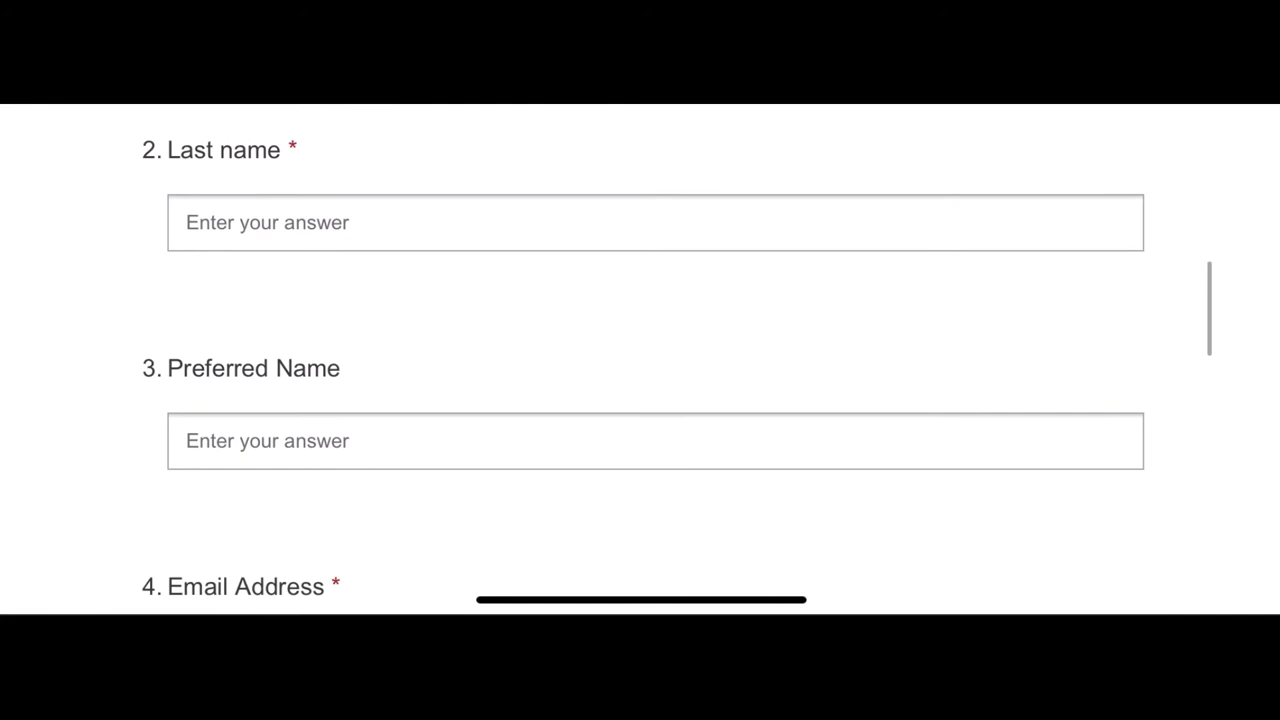 2. Last name *
Enter your answer
3. Preferred Name
Enter your answer
4. Email Address *